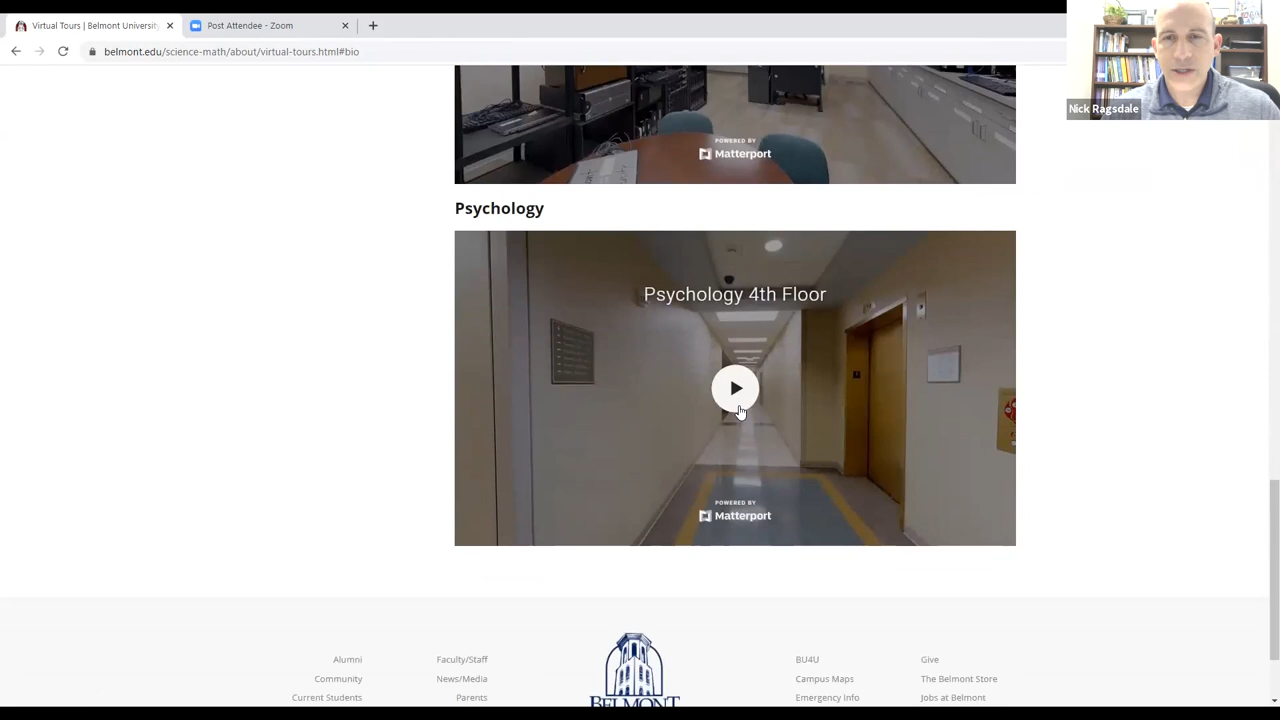 Virtual Tours | Belmont University
Post Attendee - Zoom
belmont.edu/science-math/about/virtual-tours.html#bio
Nick Ragsdale
POWERED BY
Matterport
Psychology
Psychology 4th Floor
POWERED BY
Matterport
Alumni
Faculty/Staff
BU4U
Give
Community
News/Media
Campus Maps
The Belmont Store
Current Students
Parents
Emergency Info
Jobs at Belmont
BELMONT